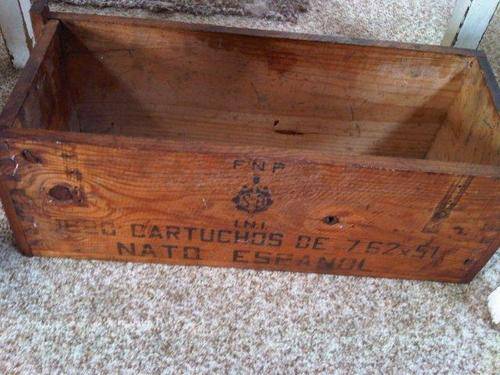 FNP
I.N.I.
CARTUCHOS DE 7,62x51
NATO ESPAÑOL